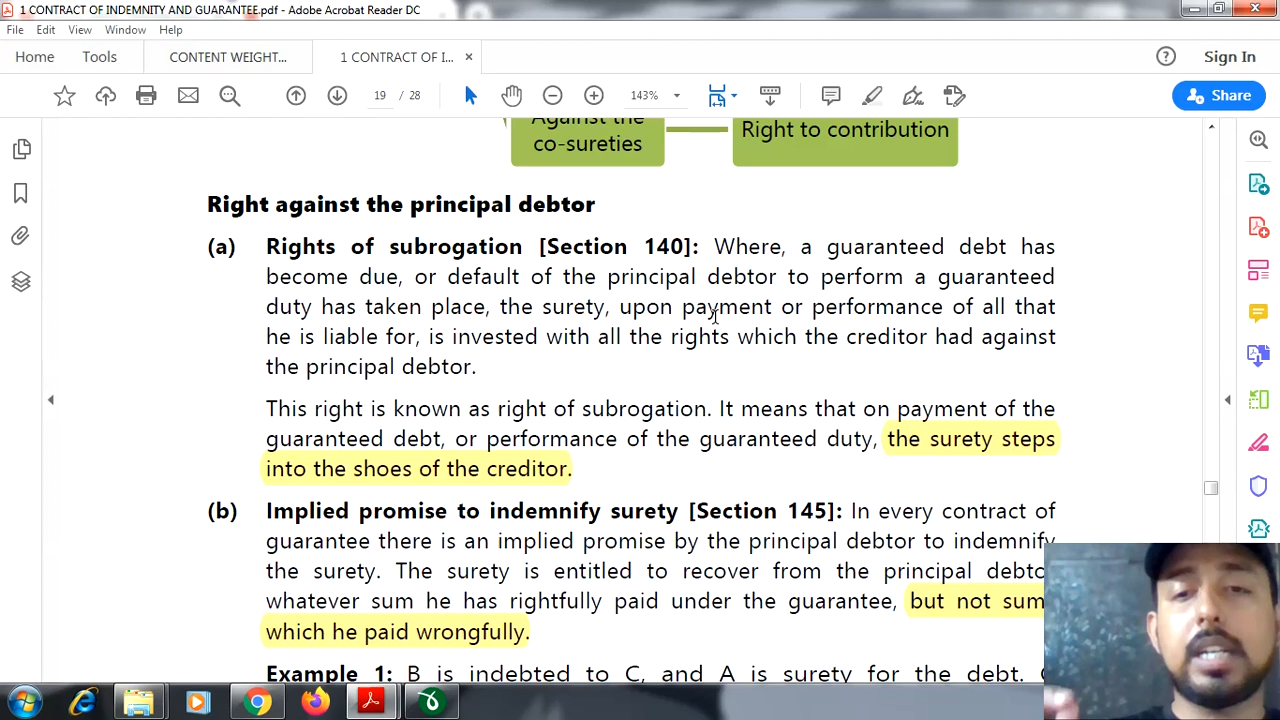 1 CONTRACT OF INDEMNITY AND GUARANTEE.pdf - Adobe Acrobat Reader DC
File Edit View Window Help
Home Tools CONTENT WEIGHT... 1 CONTRACT OF I... ×
Sign In
19 / 28
143%
Share
Against the
co-sureties
Right to contribution
Right against the principal debtor
(a) Rights of subrogation [Section 140]: Where, a guaranteed debt has
become due, or default of the principal debtor to perform a guaranteed
duty has taken place, the surety, upon payment or performance of all that
he is liable for, is invested with all the rights which the creditor had against
the principal debtor.
This right is known as right of subrogation. It means that on payment of the
guaranteed debt, or performance of the guaranteed duty, the surety steps
into the shoes of the creditor.
(b) Implied promise to indemnify surety [Section 145]: In every contract of
guarantee there is an implied promise by the principal debtor to indemnify
the surety. The surety is entitled to recover from the principal debto
whatever sum he has rightfully paid under the guarantee, but not sum
which he paid wrongfully.
Example 1: B is indebted to C, and A is surety for the debt.